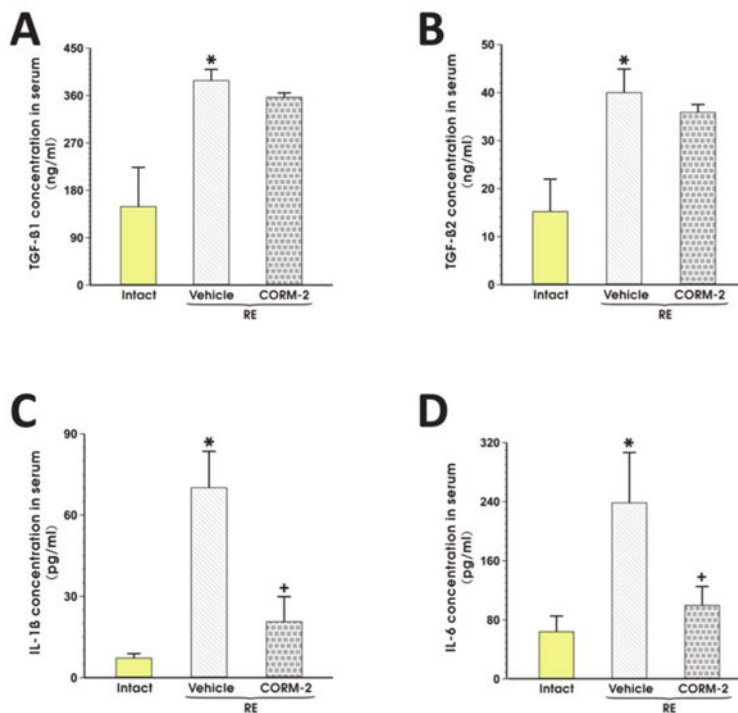 A
TGF-ß1 concentration in serum
(ng/ml)
450
360
270
180
90
0
*
Intact
Vehicle
CORM-2
RE
B
TGF-ß2 concentration in serum
(ng/ml)
50
40
30
20
10
0
*
Intact
Vehicle
CORM-2
RE
C
IL-1ß concentration in serum
(pg/ml)
90
60
30
0
*
+
Intact
Vehicle
CORM-2
RE
D
IL-6 concentration in serum
(pg/ml)
320
240
160
80
0
*
+
Intact
Vehicle
CORM-2
RE